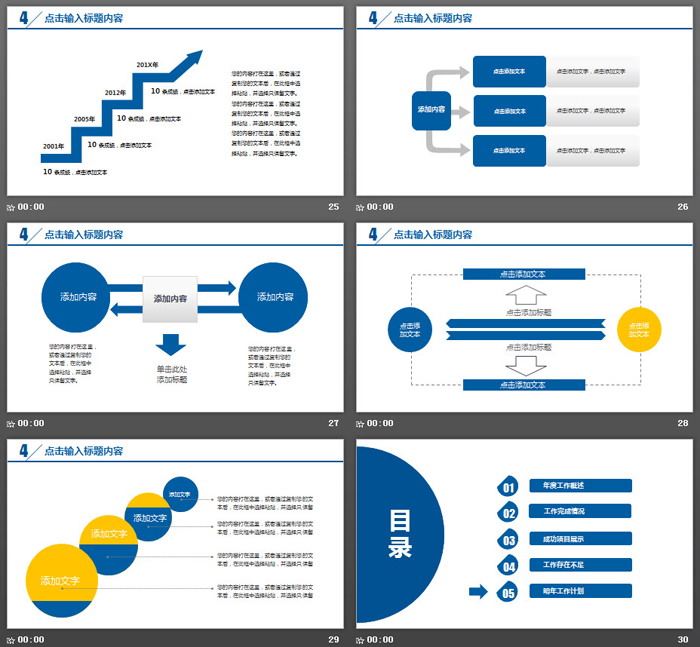 4 点击输入标题内容
201X年
10 条成绩，点击添加文本
2012年
10 条成绩，点击添加文本
2005年
10 条成绩，点击添加文本
2001年
10 条成绩，点击添加文本
您的内容打在这里，或者通过
复制您的文本后，在此框中选
择粘贴，并选择只保留文字。
您的内容打在这里，或者通过
复制您的文本后，在此框中选
择粘贴，并选择只保留文字。
您的内容打在这里，或者通过
复制您的文本后，在此框中选
择粘贴，并选择只保留文字。
00:00 25
4 点击输入标题内容
添加内容
点击添加文本 点击添加文字，点击添加文字
点击添加文本 点击添加文字，点击添加文字
点击添加文本 点击添加文字，点击添加文字
00:00 26
4 点击输入标题内容
添加内容 添加内容 添加内容
您的内容打在这里，
或者通过复制您的
文本后，在此框中
选择粘贴，并选择
只保留文字。
单击此处
添加标题
您的内容打在这里，
或者通过复制您的
文本后，在此框中
选择粘贴，并选择
只保留文字。
00:00 27
4 点击输入标题内容
点击添加文本
点击添加标题
点击添
加文本
点击添
加文本
点击添加标题
点击添加文本
00:00 28
4 点击输入标题内容
添加文字
添加文字
添加文字
添加文字
您的内容打在这里，或者通过复制您的文
本后，在此框中选择粘贴，并选择只保留
您的内容打在这里，或者通过复制您的文
本后，在此框中选择粘贴，并选择只保留
您的内容打在这里，或者通过复制您的文
本后，在此框中选择粘贴，并选择只保留
您的内容打在这里，或者通过复制您的文
本后，在此框中选择粘贴，并选择只保留
00:00 29
目
录
01 年度工作概述
02 工作完成情况
03 成功项目展示
04 工作存在不足
05 明年工作计划
00:00 30